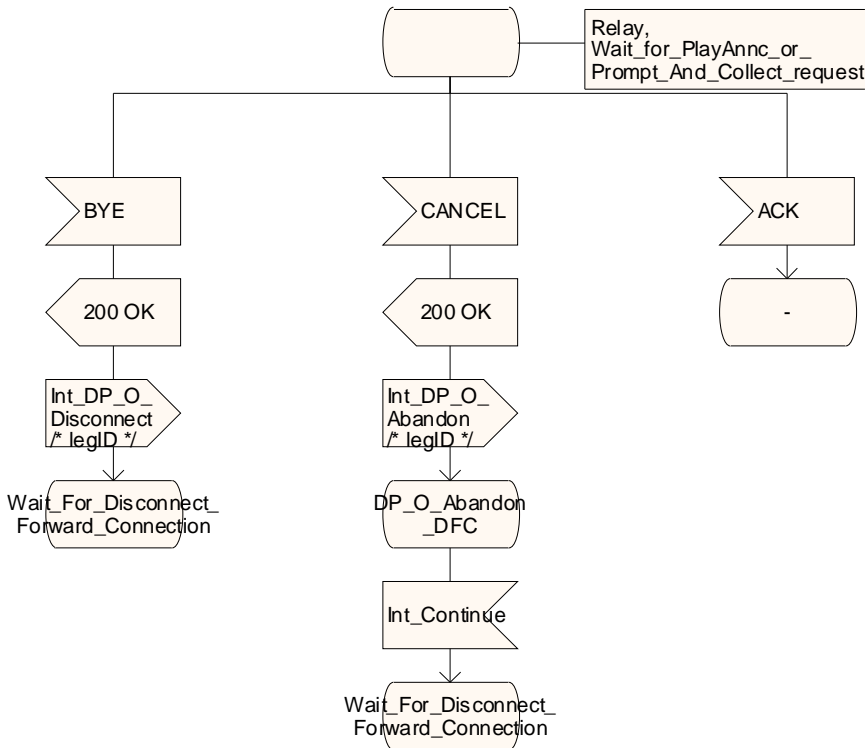 Relay,
Wait_for_PlayAnnc_or_
Prompt_And_Collect_request
BYE
CANCEL
ACK
200 OK
200 OK
-
Int_DP_O_
Disconnect
/* legID */
Int_DP_O_
Abandon
/* legID */
Wait_For_Disconnect_
Forward_Connection
DP_O_Abandon
_DFC
Int_Continue
Wait_For_Disconnect_
Forward_Connection